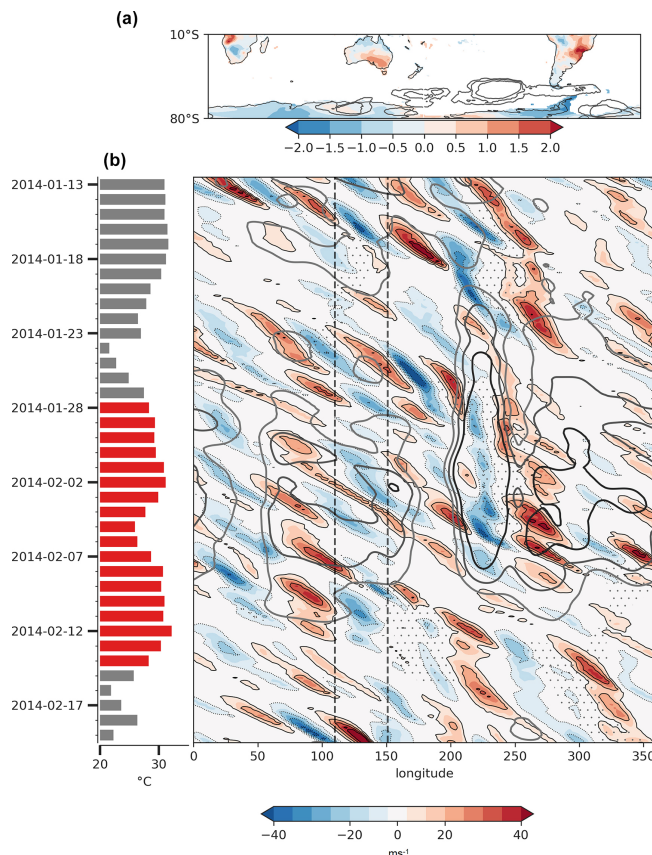 (a)
10°S
80°S
−2.0 −1.5 −1.0 −0.5 0.0 0.5 1.0 1.5 2.0
(b)
2014-01-13
2014-01-18
2014-01-23
2014-01-28
2014-02-02
2014-02-07
2014-02-12
2014-02-17
20 30
°C
0 50 100 150 200 250 300 350
longitude
−40 −20 0 20 40
ms⁻¹